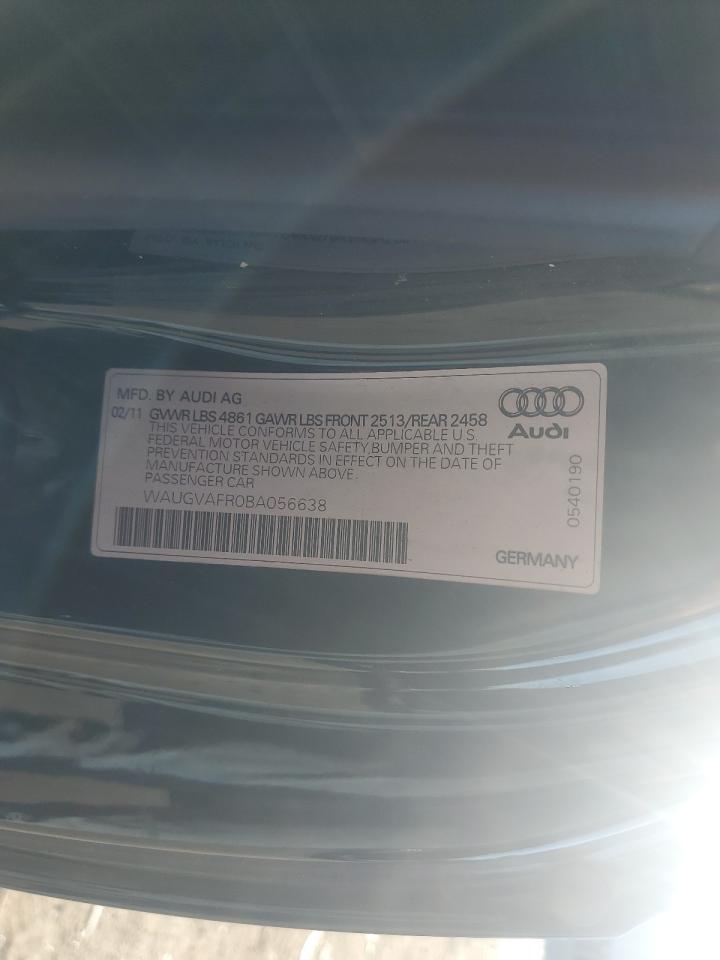 MFD. BY AUDI AG
02/11 GVWR LBS 4861 GAWR LBS FRONT 2513/REAR 2458
THIS VEHICLE CONFORMS TO ALL APPLICABLE U.S.
FEDERAL MOTOR VEHICLE SAFETY,BUMPER AND THEFT
PREVENTION STANDARDS IN EFFECT ON THE DATE OF
MANUFACTURE SHOWN ABOVE.
PASSENGER CAR
WAUGVAFR0BA056638
Audi
0540190
GERMANY